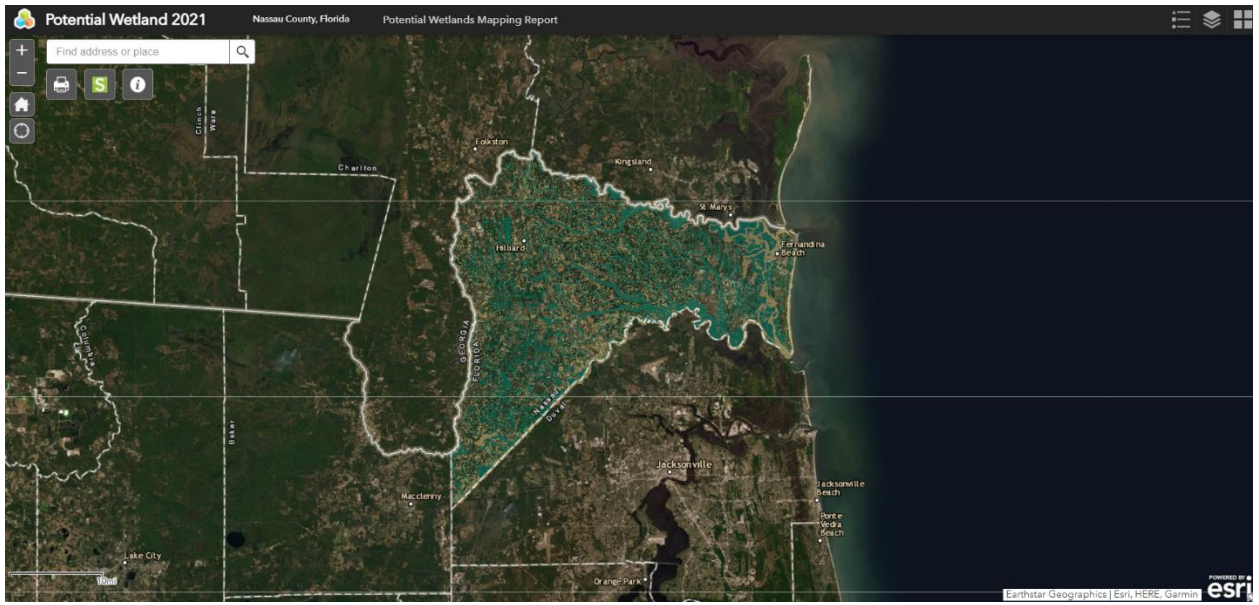 Potential Wetland 2021
Nassau County, Florida
Potential Wetlands Mapping Report
+
Find address or place
−
S
i
Clinch
Ware
Folkston
Charlton
Kingsland
St Marys
Hilliard
Fernandina
Beach
GEORGIA
FLORIDA
Columbia
Nassau
Duval
Baker
Jacksonville
Macclenny
Jacksonville
Beach
Ponte
Vedra
Beach
Lake City
10mi
Orange Park
POWERED BY
esri
Earthstar Geographics | Esri, HERE, Garmin